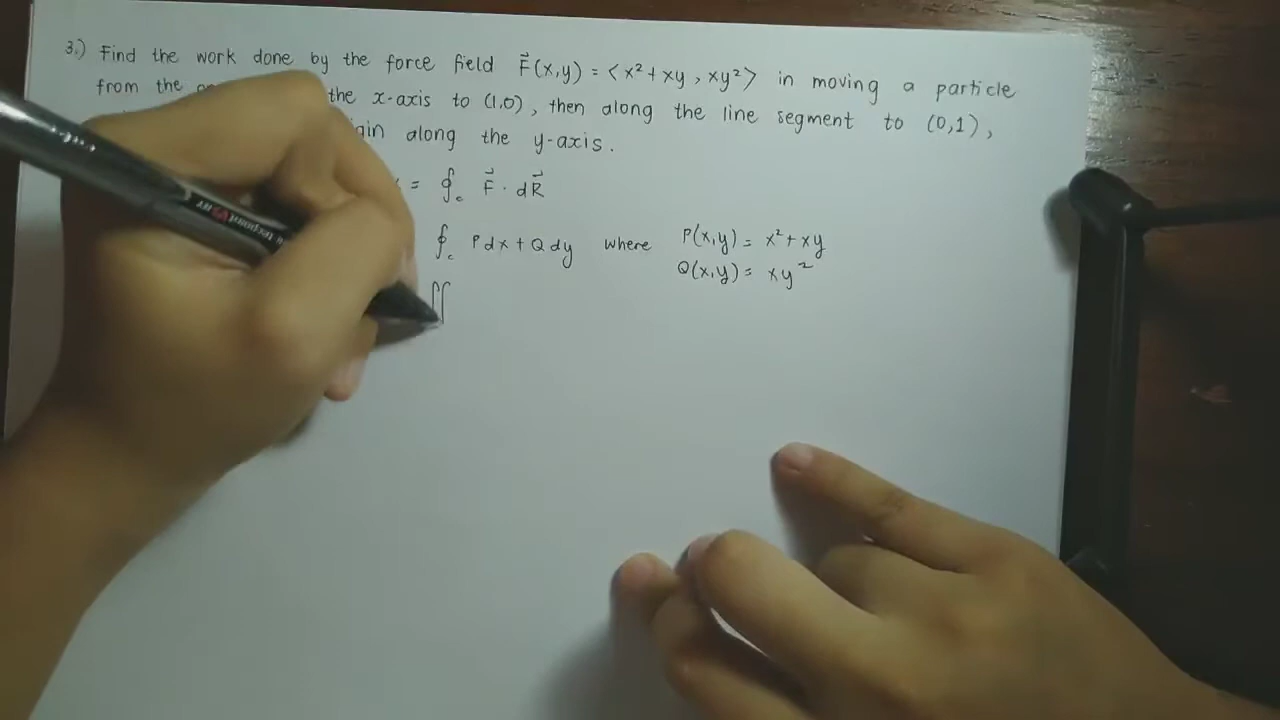 3.) Find the work done by the force field F⃗(x,y) = ⟨x² + xy , xy²⟩ in moving a particle
from the the x-axis to (1,0) , then along the line segment to (0,1) ,
along the y-axis .
= ∮c F⃗ · dR⃗
∮c Pdx + Qdy where P(x,y) = x² + xy
Q(x,y) = xy²
∬